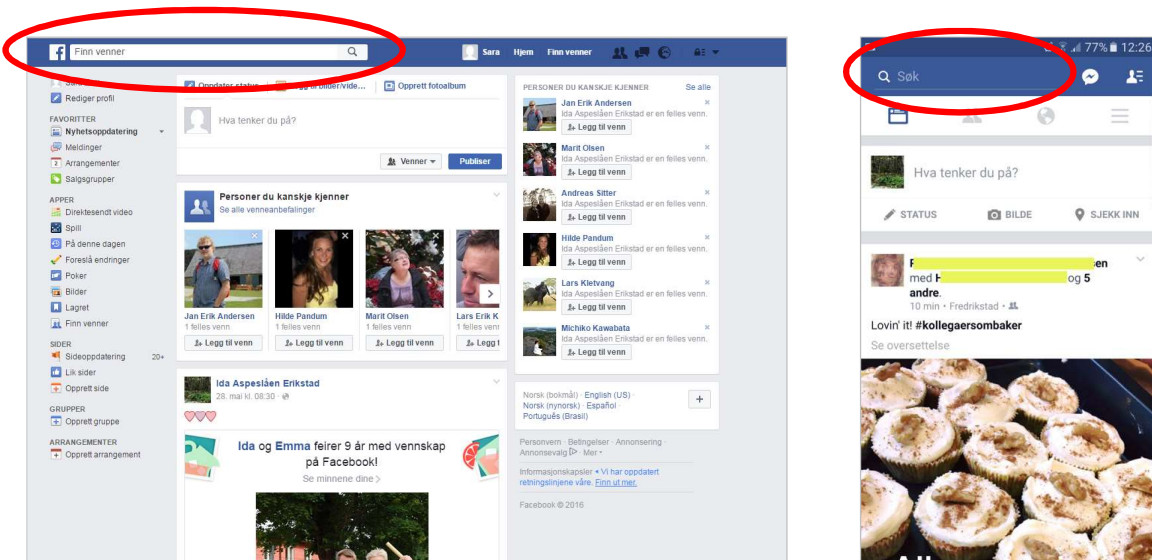 Finn venner
Sara Hjem Finn venner
Rediger profil
FAVORITTER
Nyhetsoppdatering
Meldinger
2 Arrangementer
Salgsgrupper
APPER
Direktesendt video
Spill
På denne dagen
Foreslå endringer
Poker
Bilder
Lagret
Finn venner
SIDER
Sideoppdatering 20+
Lik sider
Opprett side
GRUPPER
Opprett gruppe
ARRANGEMENTER
Opprett arrangement
Oppdater status
Opprett fotoalbum
Hva tenker du på?
Venner
Publiser
Personer du kanskje kjenner
Se alle venneanbefalinger
Jan Erik Andersen
1 felles venn
Legg til venn
Hilde Pandum
1 felles venn
Legg til venn
Marit Olsen
1 felles venn
Legg til venn
Lars Erik K
1 felles venn
Legg t
Ida Aspeslåen Erikstad
28. mai kl. 08:30 ·
Ida og Emma feirer 9 år med vennskap
på Facebook!
Se minnene dine >
PERSONER DU KANSKJE KJENNER Se alle
Jan Erik Andersen
Ida Aspeslåen Erikstad er en felles venn.
Legg til venn
Marit Olsen
Ida Aspeslåen Erikstad er en felles venn.
Legg til venn
Andreas Sitter
Ida Aspeslåen Erikstad er en felles venn.
Legg til venn
Hilde Pandum
Ida Aspeslåen Erikstad er en felles venn.
Legg til venn
Lars Kletvang
Ida Aspeslåen Erikstad er en felles venn.
Legg til venn
Michiko Kawabata
Ida Aspeslåen Erikstad er en felles venn.
Legg til venn
Norsk (bokmål) · English (US) ·
Norsk (nynorsk) · Español ·
Português (Brasil)
Personvern · Betingelser · Annonsering ·
Annonsevalg · Mer
Informasjonskapsler • Vi har oppdatert
retningslinjene våre. Finn ut mer.
Facebook © 2016
77% 12:26
Søk
Hva tenker du på?
STATUS BILDE SJEKK INN
en
med og 5
andre.
10 min • Fredrikstad •
Lovin' it! #kollegaersombaker
Se oversettelse